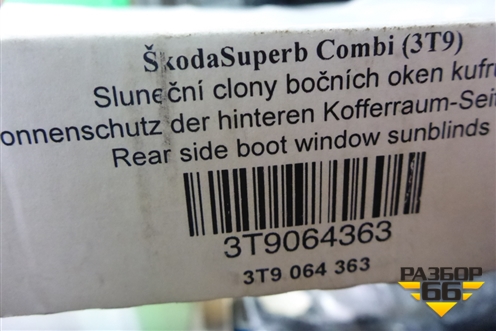 ŠkodaSuperb Combi (3T9)
Sluneční clony bočních oken kufru
onnenschutz der hinteren Kofferraum-Seit
Rear side boot window sunblinds
3T9064363
3T9 064 363
РАЗБОР
66